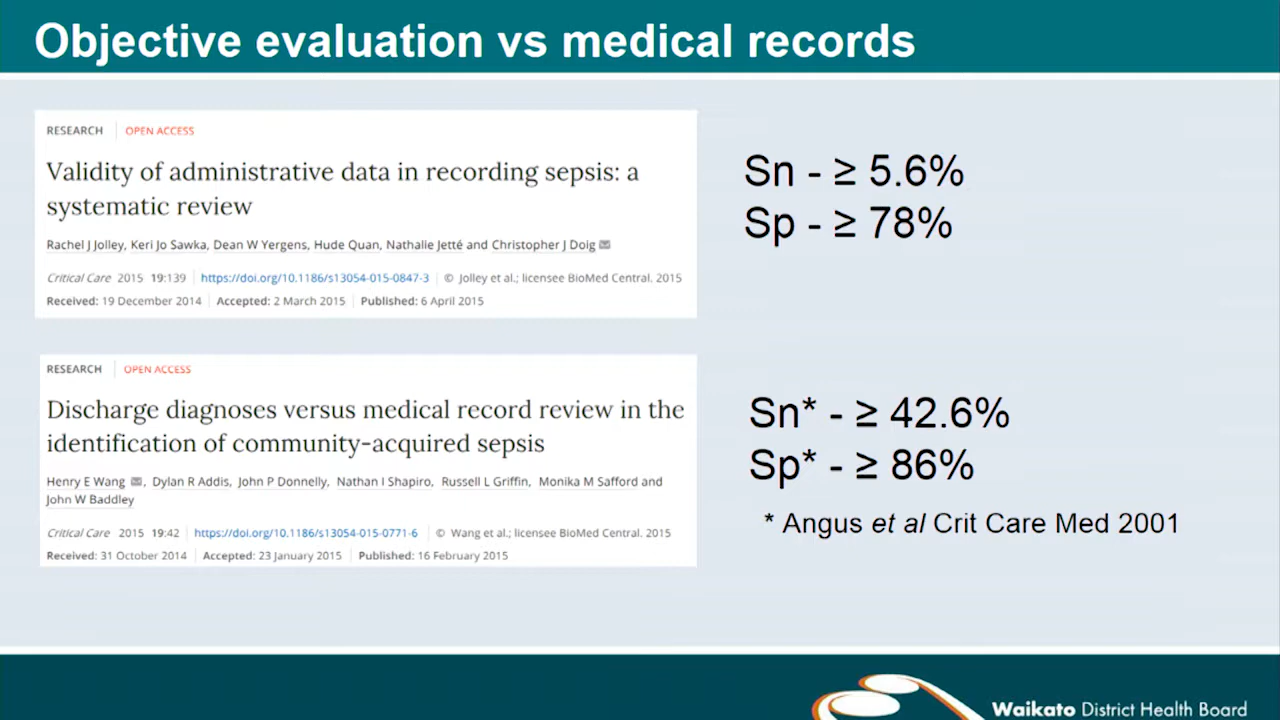 Objective evaluation vs medical records
RESEARCH OPEN ACCESS
Validity of administrative data in recording sepsis: a
systematic review
Rachel J Jolley, Keri Jo Sawka, Dean W Yergens, Hude Quan, Nathalie Jetté and Christopher J Doig
Critical Care 2015 19:139 https://doi.org/10.1186/s13054-015-0847-3 © Jolley et al.; licensee BioMed Central. 2015
Received: 19 December 2014 Accepted: 2 March 2015 Published: 6 April 2015
Sn - ≥ 5.6%
Sp - ≥ 78%
RESEARCH OPEN ACCESS
Discharge diagnoses versus medical record review in the
identification of community-acquired sepsis
Henry E Wang, Dylan R Addis, John P Donnelly, Nathan I Shapiro, Russell L Griffin, Monika M Safford and
John W Baddley
Critical Care 2015 19:42 https://doi.org/10.1186/s13054-015-0771-6 © Wang et al.; licensee BioMed Central. 2015
Received: 31 October 2014 Accepted: 23 January 2015 Published: 16 February 2015
Sn* - ≥ 42.6%
Sp* - ≥ 86%
* Angus et al Crit Care Med 2001
Waikato District Health Board